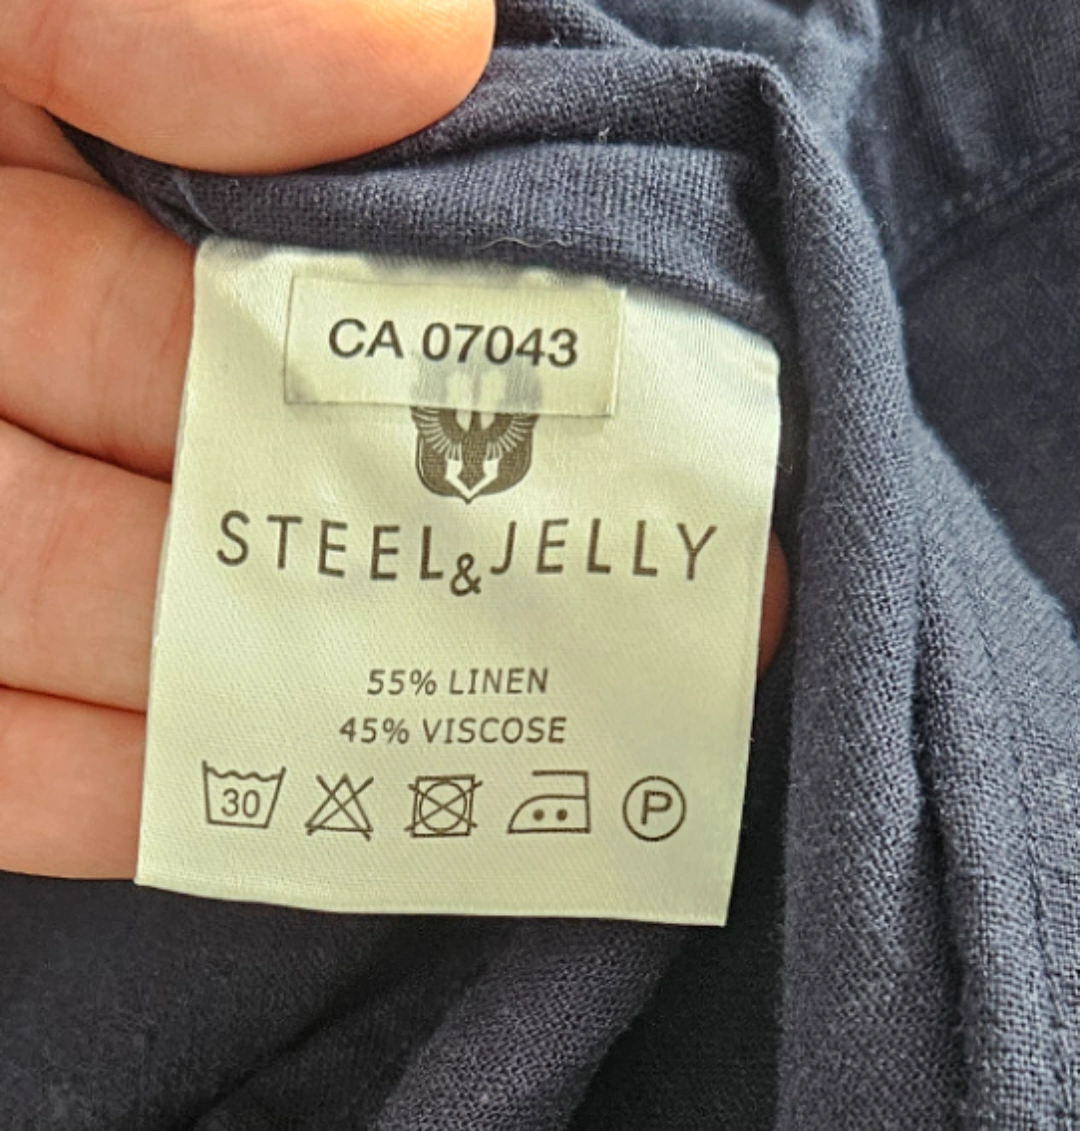 CA 07043
STEEL & JELLY
55% LINEN
45% VISCOSE
30 P